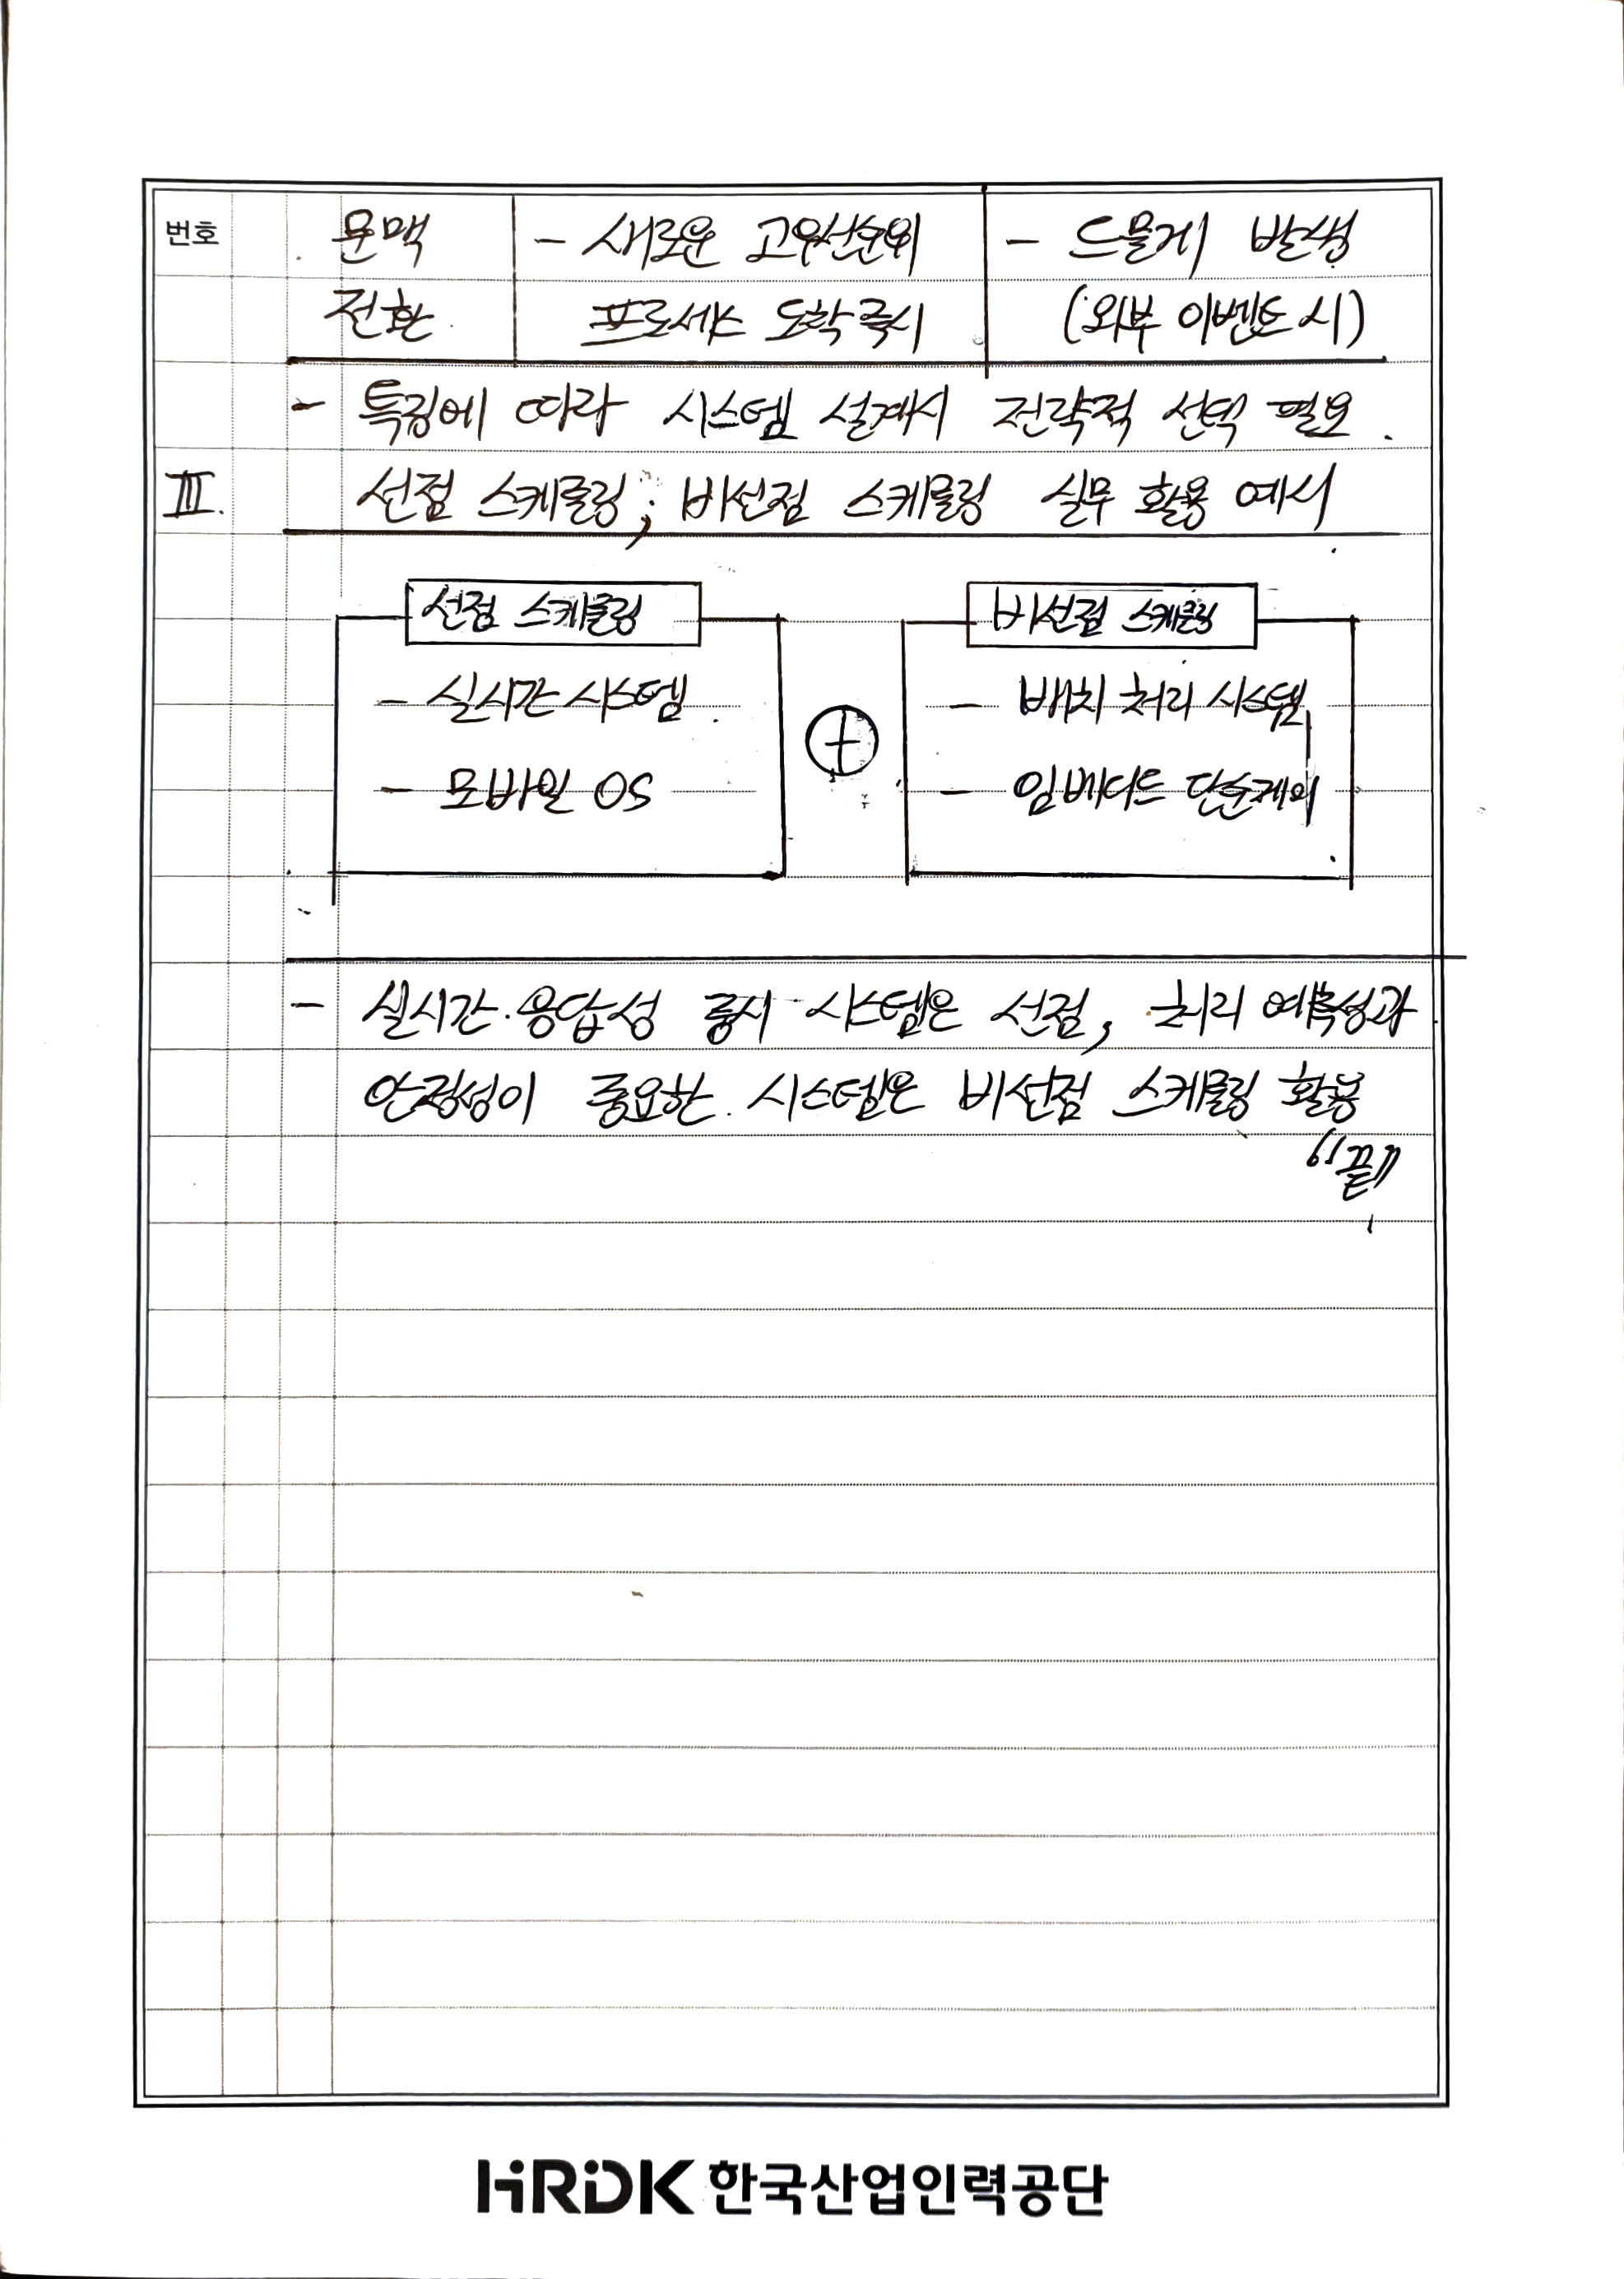 번호 문맥 - 새로운 고우선순위 - 드물게 발생
전환 프로세스 도착 즉시 (외부 이벤트 시)
- 특징에 따라 시스템 설계시 전략적 선택 필요.
III. 선점 스케줄링; 비선점 스케줄링 실무 활용 예시
선점 스케줄링 비선점 스케줄링
- 실시간 시스템 - 배치 처리 시스템
+
- 모바일 OS - 임베디드 단순제어
- 실시간·응답성 중시 시스템은 선점, 처리 예측성과
안정성이 중요한 시스템은 비선점 스케줄링 활용
"끝"
HRDK 한국산업인력공단